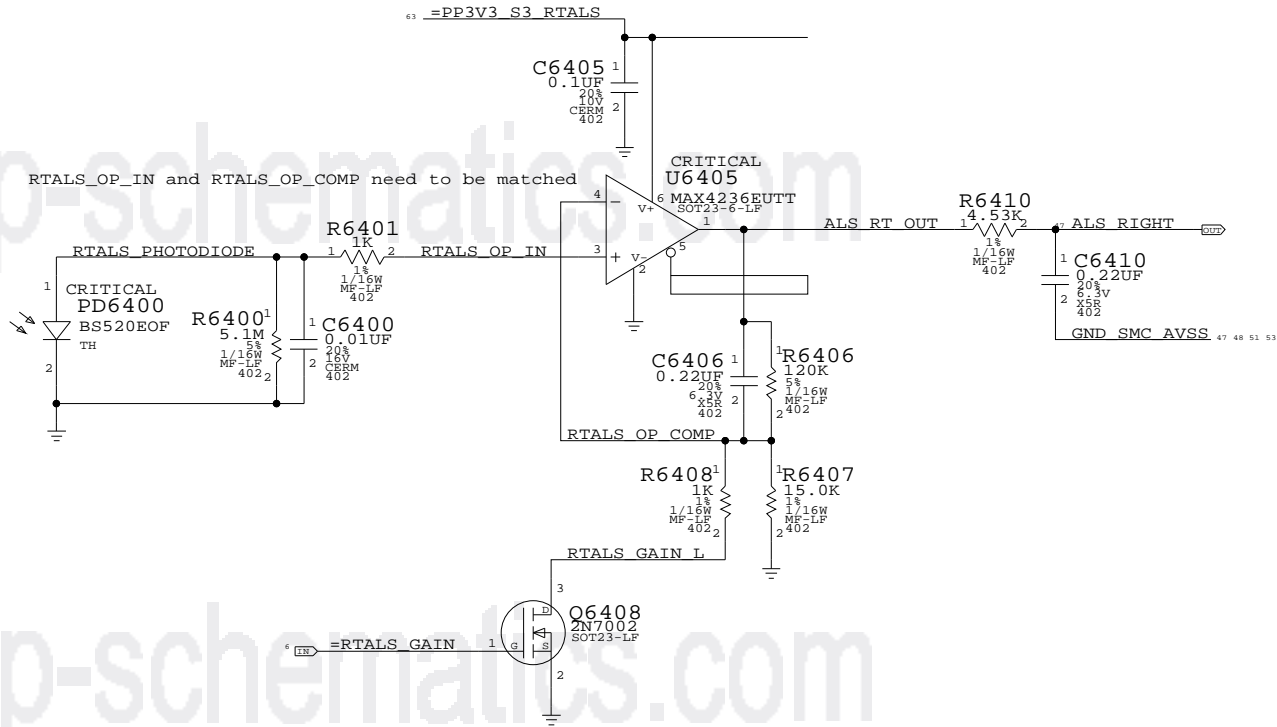 63 =PP3V3_S3_RTALS
C6405
0.1UF
20%
10V
CERM
402
1
2
RTALS_OP_IN and RTALS_OP_COMP need to be matched
CRITICAL
U6405
MAX4236EUTT
SOT23-6-LF
4
3
6
V+
V-
2
5
1
RTALS_PHOTODIODE
R6401
1K
1 2
1%
1/16W
MF-LF
402
RTALS_OP_IN
ALS_RT_OUT
R6410
4.53K
1 2
1%
1/16W
MF-LF
402
ALS_RIGHT
OUT
1
CRITICAL
PD6400
BS520EOF
TH
2
R6400
5.1M
5%
1/16W
MF-LF
402
1
2
C6400
0.01UF
20%
16V
CERM
402
1
2
C6410
0.22UF
20%
6.3V
X5R
402
1
2
GND_SMC_AVSS 47 48 51 53
C6406
0.22UF
20%
6.3V
X5R
402
1
2
R6406
120K
5%
1/16W
MF-LF
402
1
2
RTALS_OP_COMP
R6408
1K
1%
1/16W
MF-LF
402
1
2
R6407
15.0K
1%
1/16W
MF-LF
402
1
2
RTALS_GAIN_L
3
D
Q6408
2N7002
SOT23-LF
6 IN =RTALS_GAIN 1 G S
2
p-schematics.com
p-schematics.com